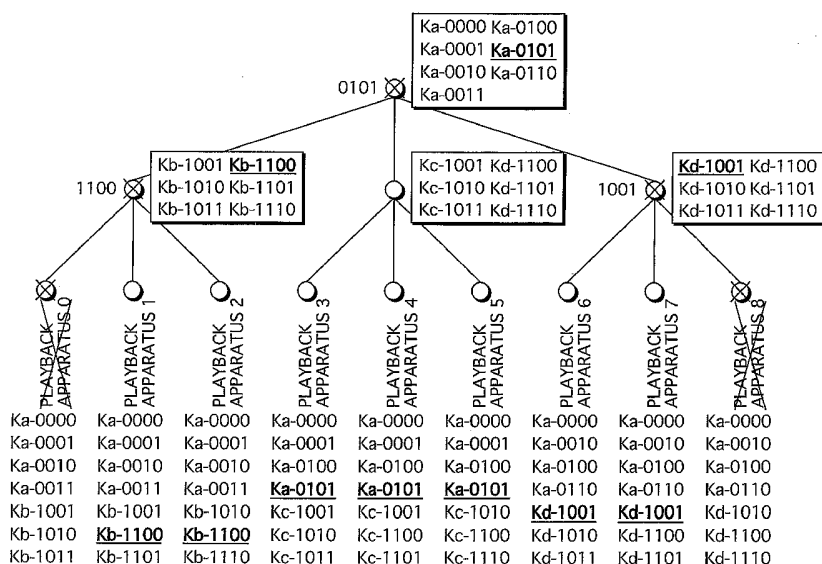 Ka-0000 Ka-0100
Ka-0001 Ka-0101
Ka-0010 Ka-0110
Ka-0011
0101
Kb-1001 Kb-1100
Kb-1010 Kb-1101
Kb-1011 Kb-1110
1100
Kc-1001 Kd-1100
Kc-1010 Kd-1101
Kc-1011 Kd-1110
Kd-1001 Kd-1100
Kd-1010 Kd-1101
Kd-1011 Kd-1110
1001
PLAYBACK
APPARATUS 0
PLAYBACK
APPARATUS 1
PLAYBACK
APPARATUS 2
PLAYBACK
APPARATUS 3
PLAYBACK
APPARATUS 4
PLAYBACK
APPARATUS 5
PLAYBACK
APPARATUS 6
PLAYBACK
APPARATUS 7
PLAYBACK
APPARATUS 8
Ka-0000 Ka-0000 Ka-0000 Ka-0000 Ka-0000 Ka-0000 Ka-0000 Ka-0000 Ka-0000
Ka-0001 Ka-0001 Ka-0001 Ka-0001 Ka-0001 Ka-0001 Ka-0010 Ka-0010 Ka-0010
Ka-0010 Ka-0010 Ka-0010 Ka-0100 Ka-0100 Ka-0100 Ka-0100 Ka-0100 Ka-0100
Ka-0011 Ka-0011 Ka-0011 Ka-0101 Ka-0101 Ka-0101 Ka-0110 Ka-0110 Ka-0110
Kb-1001 Kb-1001 Kb-1010 Kc-1001 Kc-1001 Kc-1010 Kd-1001 Kd-1001 Kd-1010
Kb-1010 Kb-1100 Kb-1100 Kc-1010 Kc-1100 Kc-1100 Kd-1010 Kd-1100 Kd-1100
Kb-1011 Kb-1101 Kb-1110 Kc-1011 Kc-1101 Kc-1110 Kd-1011 Kd-1101 Kd-1110